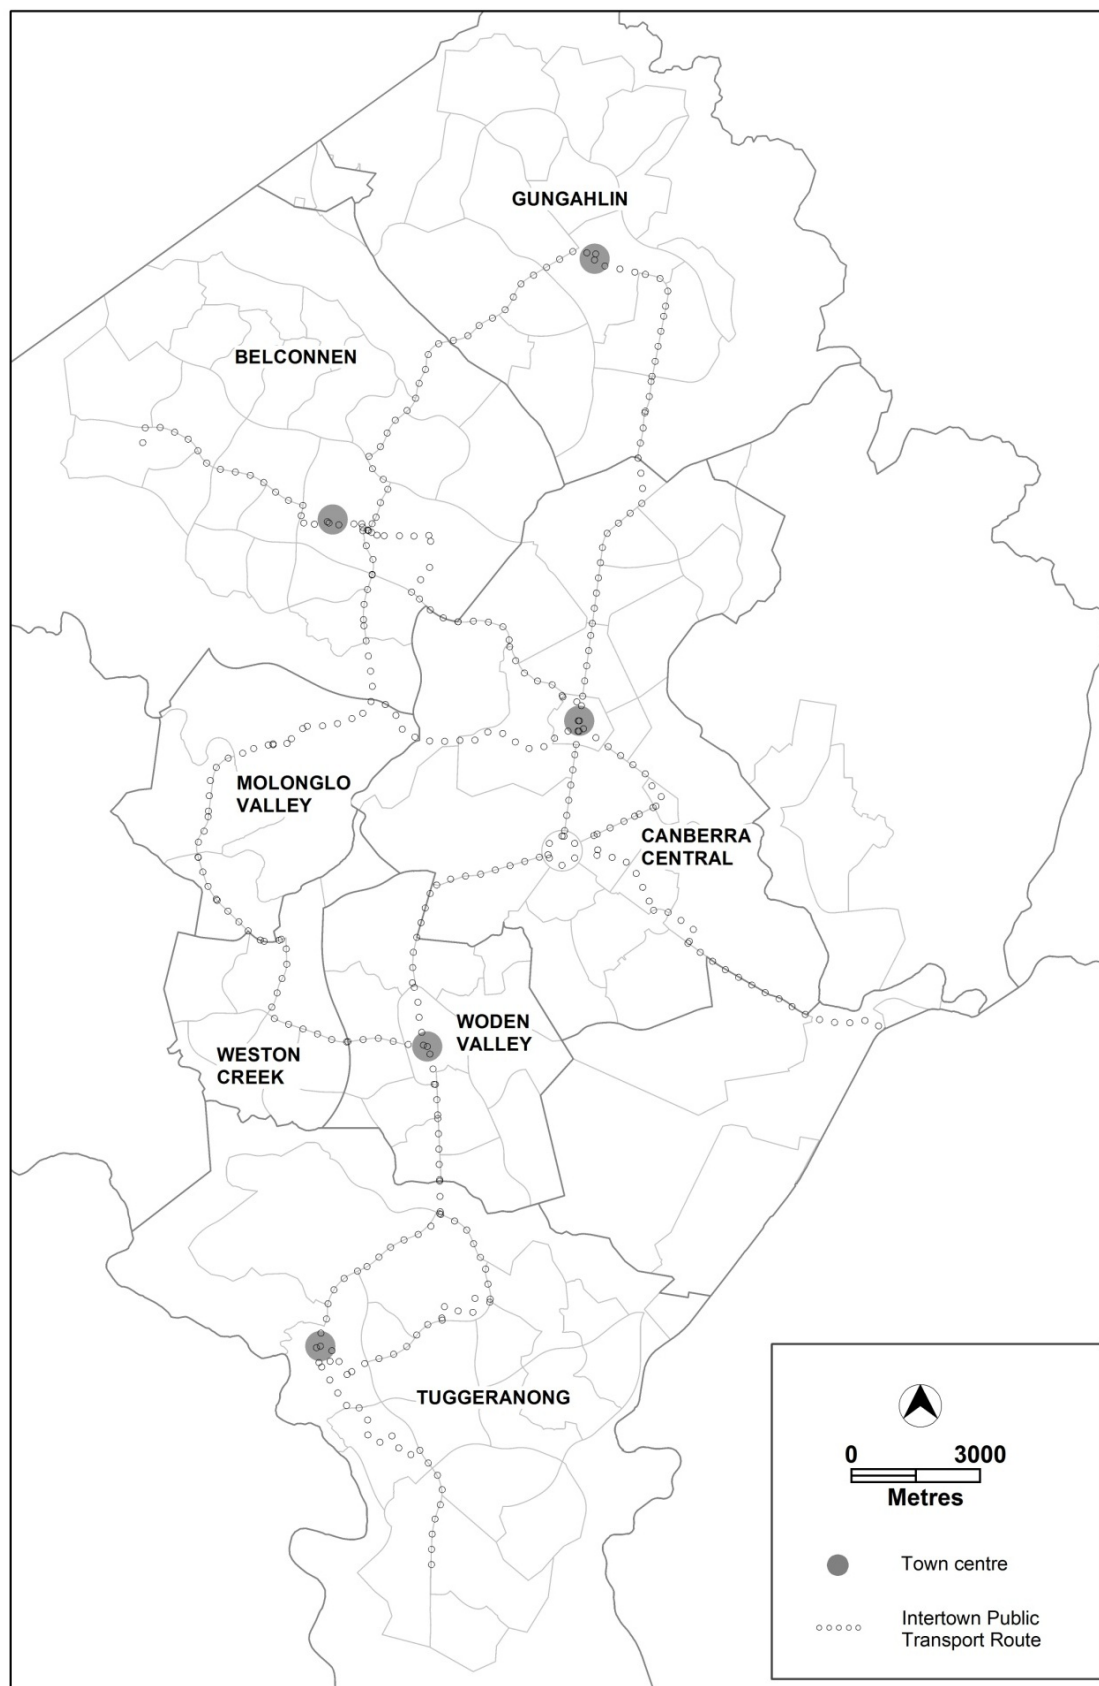 GUNGAHLIN
BELCONNEN
MOLONGLO
VALLEY
CANBERRA
CENTRAL
WODEN
VALLEY
WESTON
CREEK
TUGGERANONG
0 3000
Metres
Town centre
Intertown Public
Transport Route